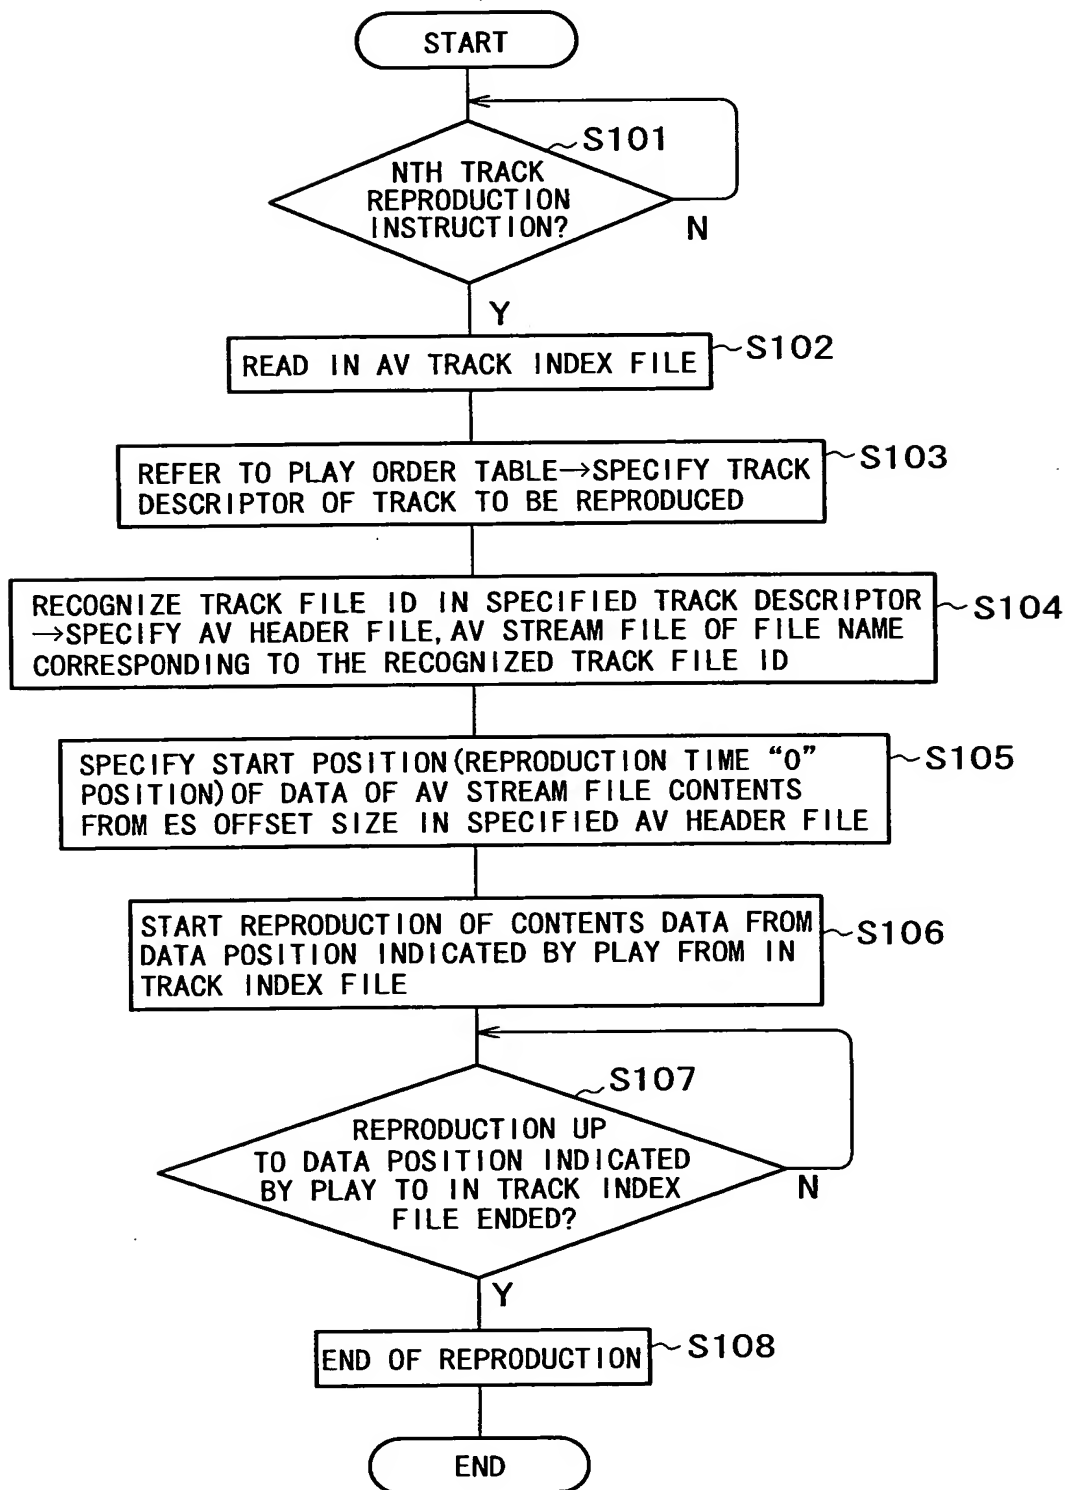 START
S101
NTH TRACK
REPRODUCTION
INSTRUCTION?
N
Y
READ IN AV TRACK INDEX FILE
S102
REFER TO PLAY ORDER TABLE→SPECIFY TRACK
DESCRIPTOR OF TRACK TO BE REPRODUCED
S103
RECOGNIZE TRACK FILE ID IN SPECIFIED TRACK DESCRIPTOR
→SPECIFY AV HEADER FILE, AV STREAM FILE OF FILE NAME
CORRESPONDING TO THE RECOGNIZED TRACK FILE ID
S104
SPECIFY START POSITION(REPRODUCTION TIME “0”
POSITION)OF DATA OF AV STREAM FILE CONTENTS
FROM ES OFFSET SIZE IN SPECIFIED AV HEADER FILE
S105
START REPRODUCTION OF CONTENTS DATA FROM
DATA POSITION INDICATED BY PLAY FROM IN
TRACK INDEX FILE
S106
S107
REPRODUCTION UP
TO DATA POSITION INDICATED
BY PLAY TO IN TRACK INDEX
FILE ENDED?
N
Y
END OF REPRODUCTION
S108
END